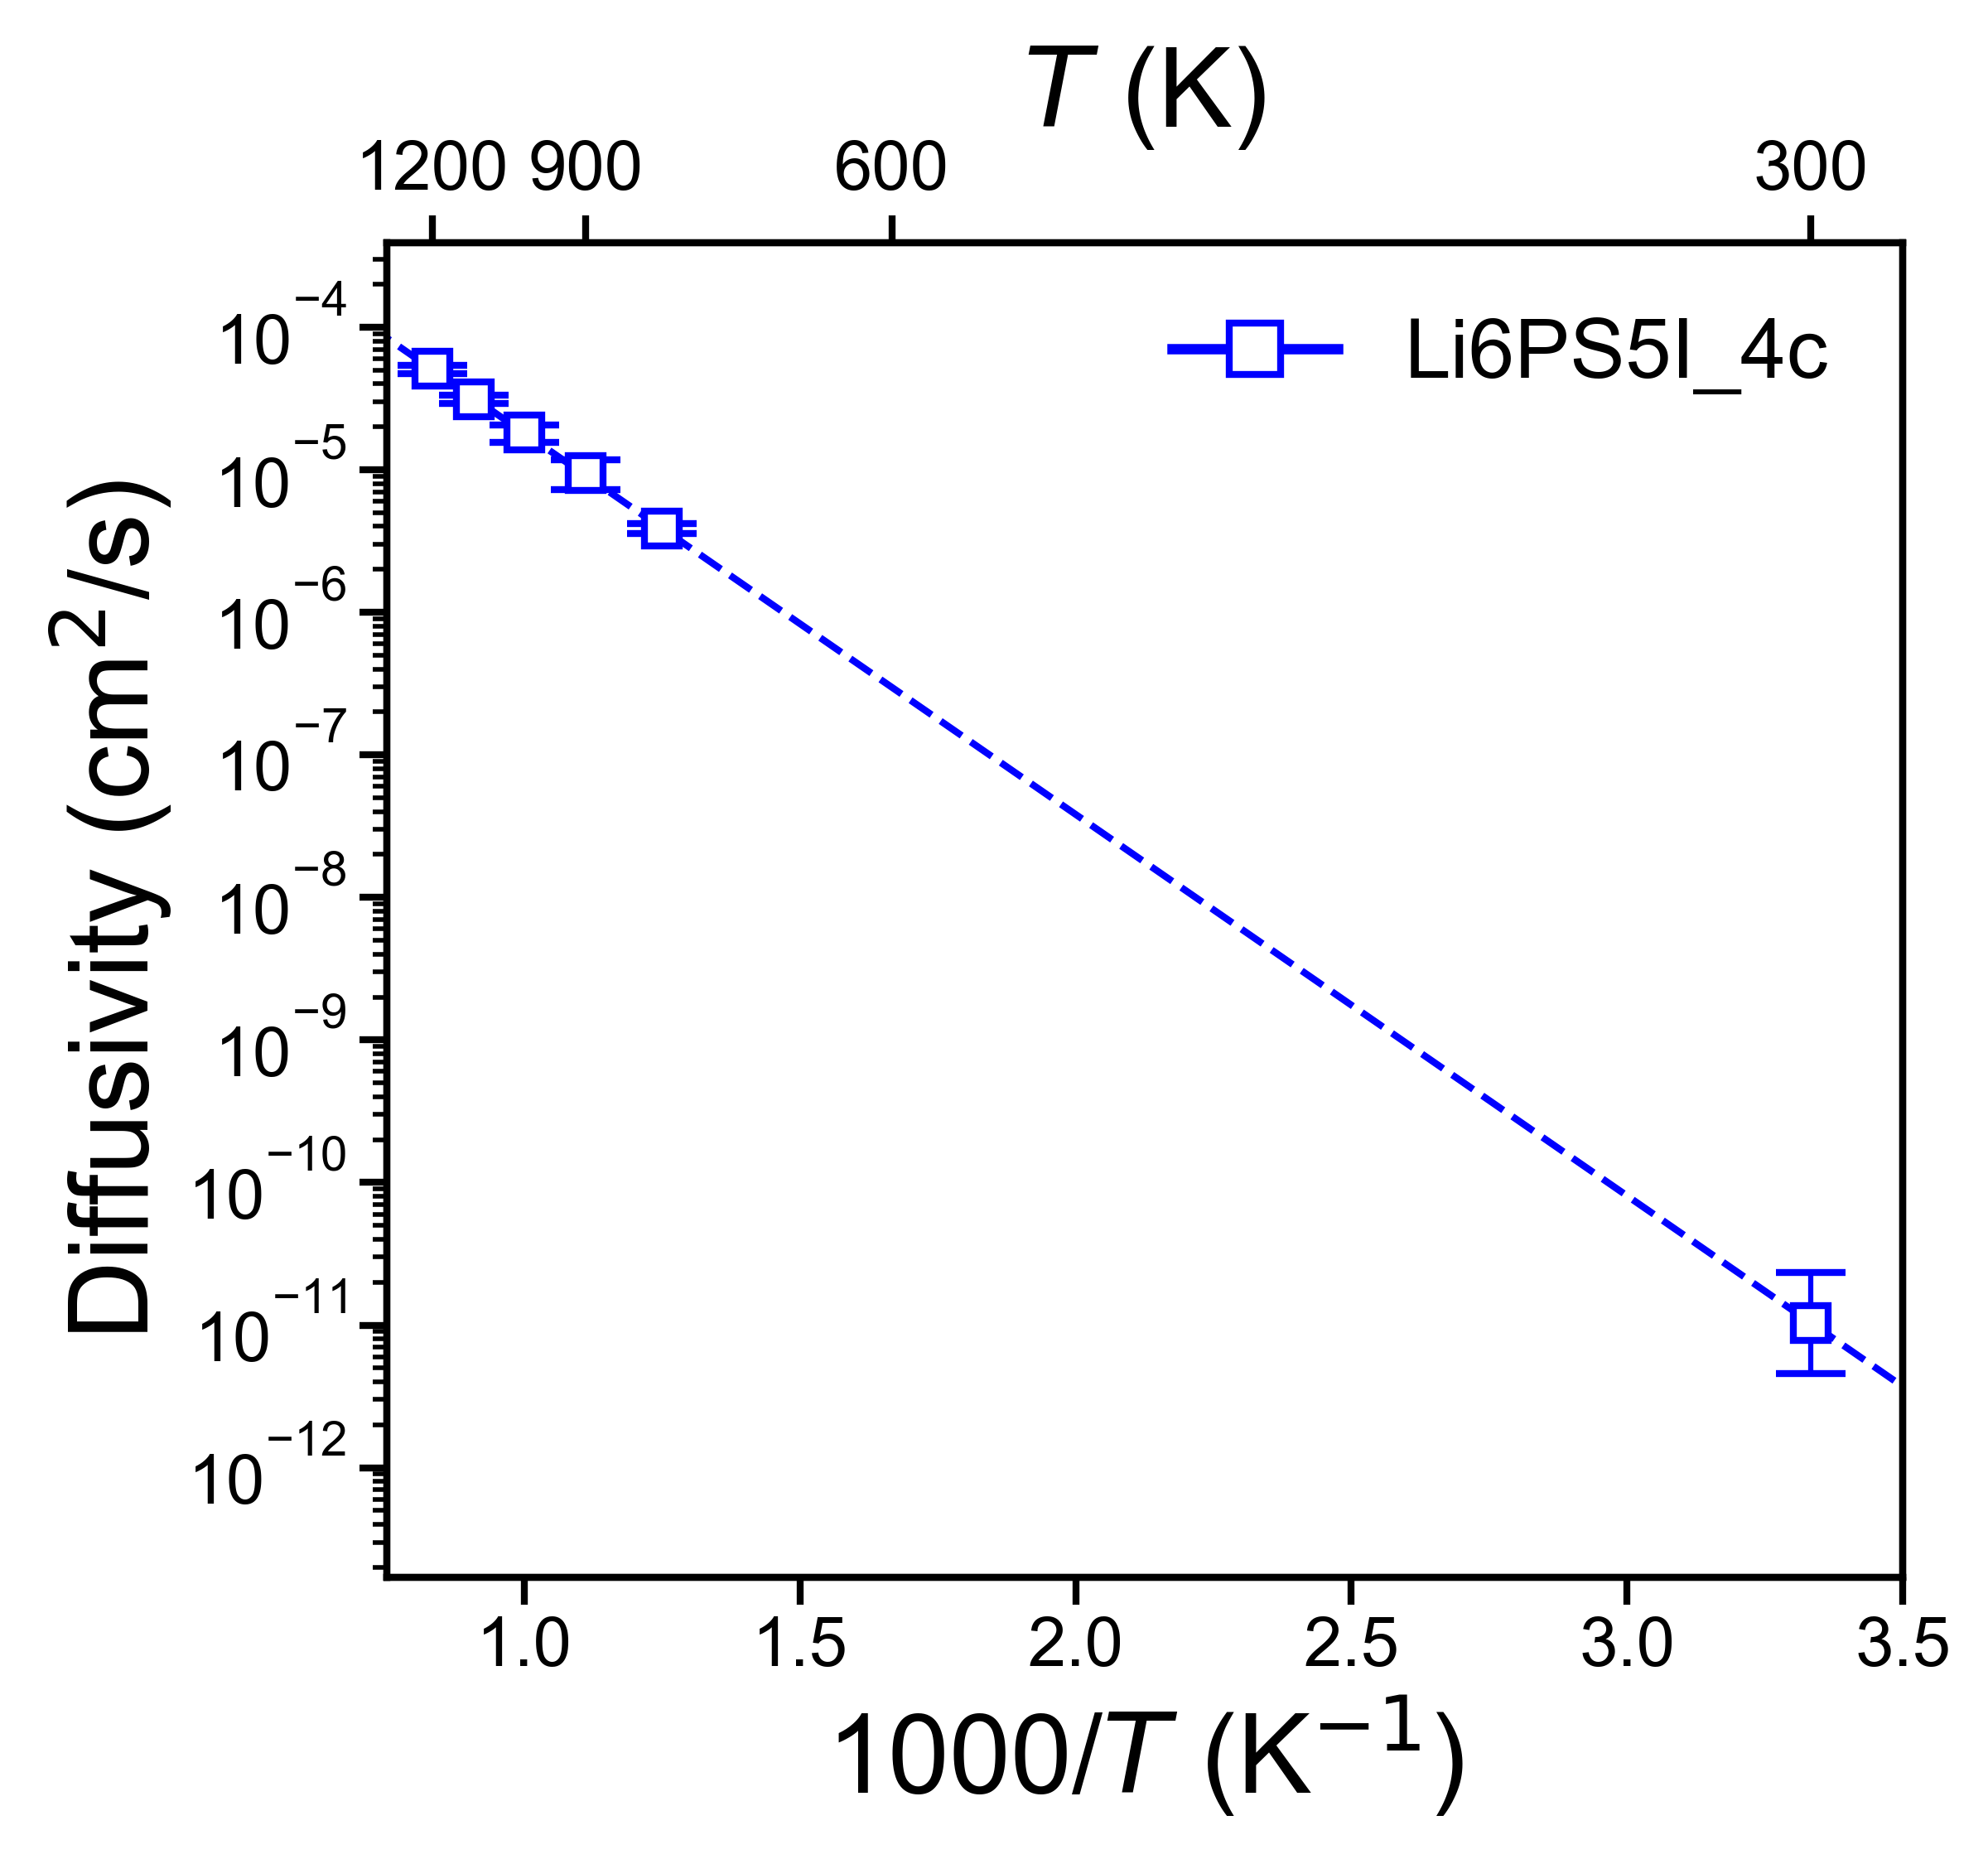 T (K)
1200 900 600 300
Li6PS5I_4c
Diffusivity (cm²/s)
10⁻⁴
10⁻⁵
10⁻⁶
10⁻⁷
10⁻⁸
10⁻⁹
10⁻¹⁰
10⁻¹¹
10⁻¹²
1.0 1.5 2.0 2.5 3.0 3.5
1000/T (K⁻¹)